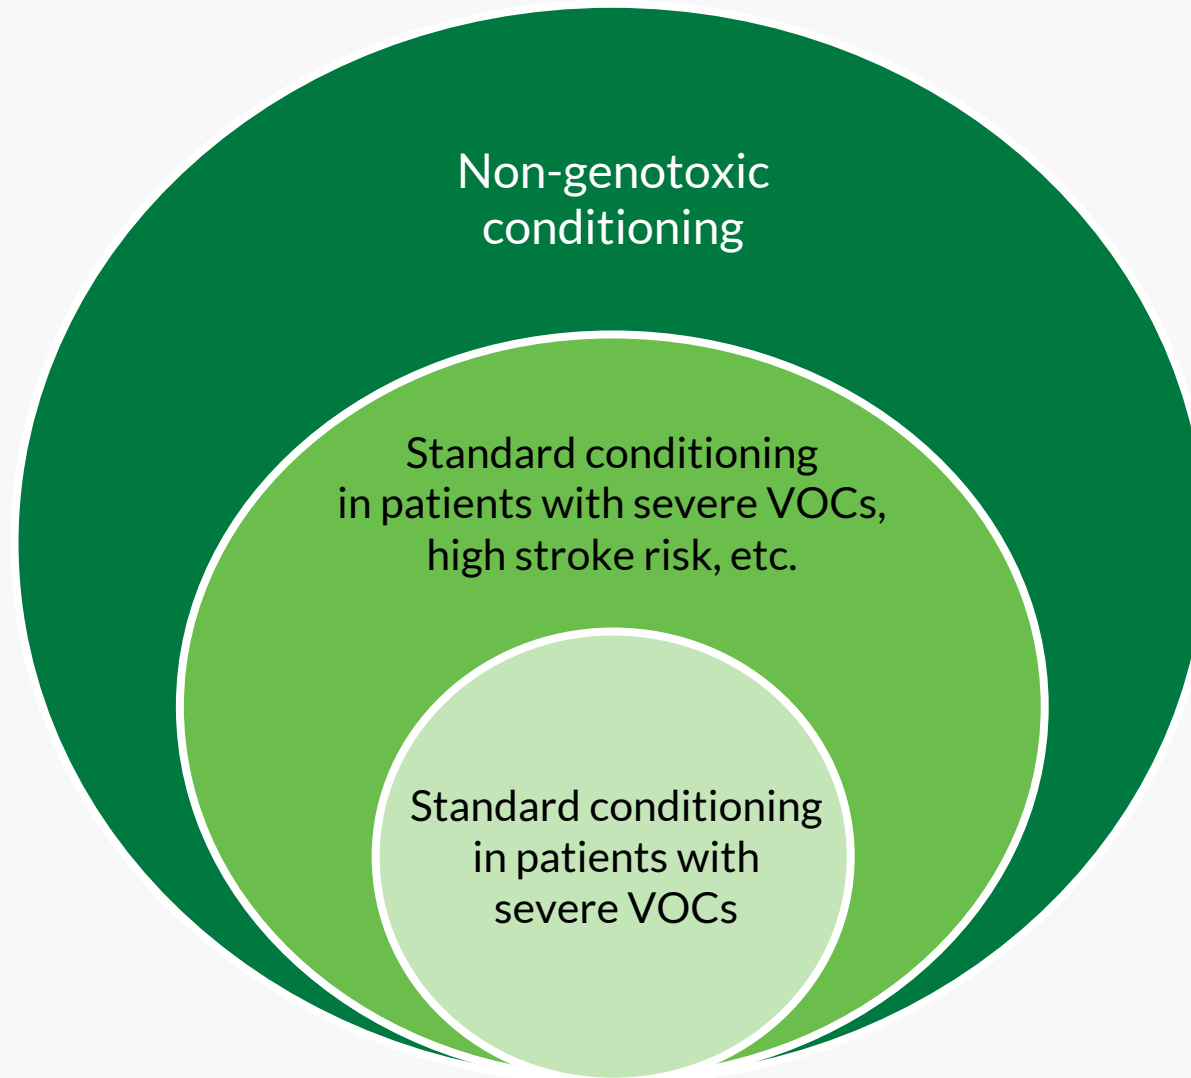 Non-genotoxic
conditioning
Standard conditioning
in patients with severe VOCs,
high stroke risk, etc.
Standard conditioning
in patients with
severe VOCs